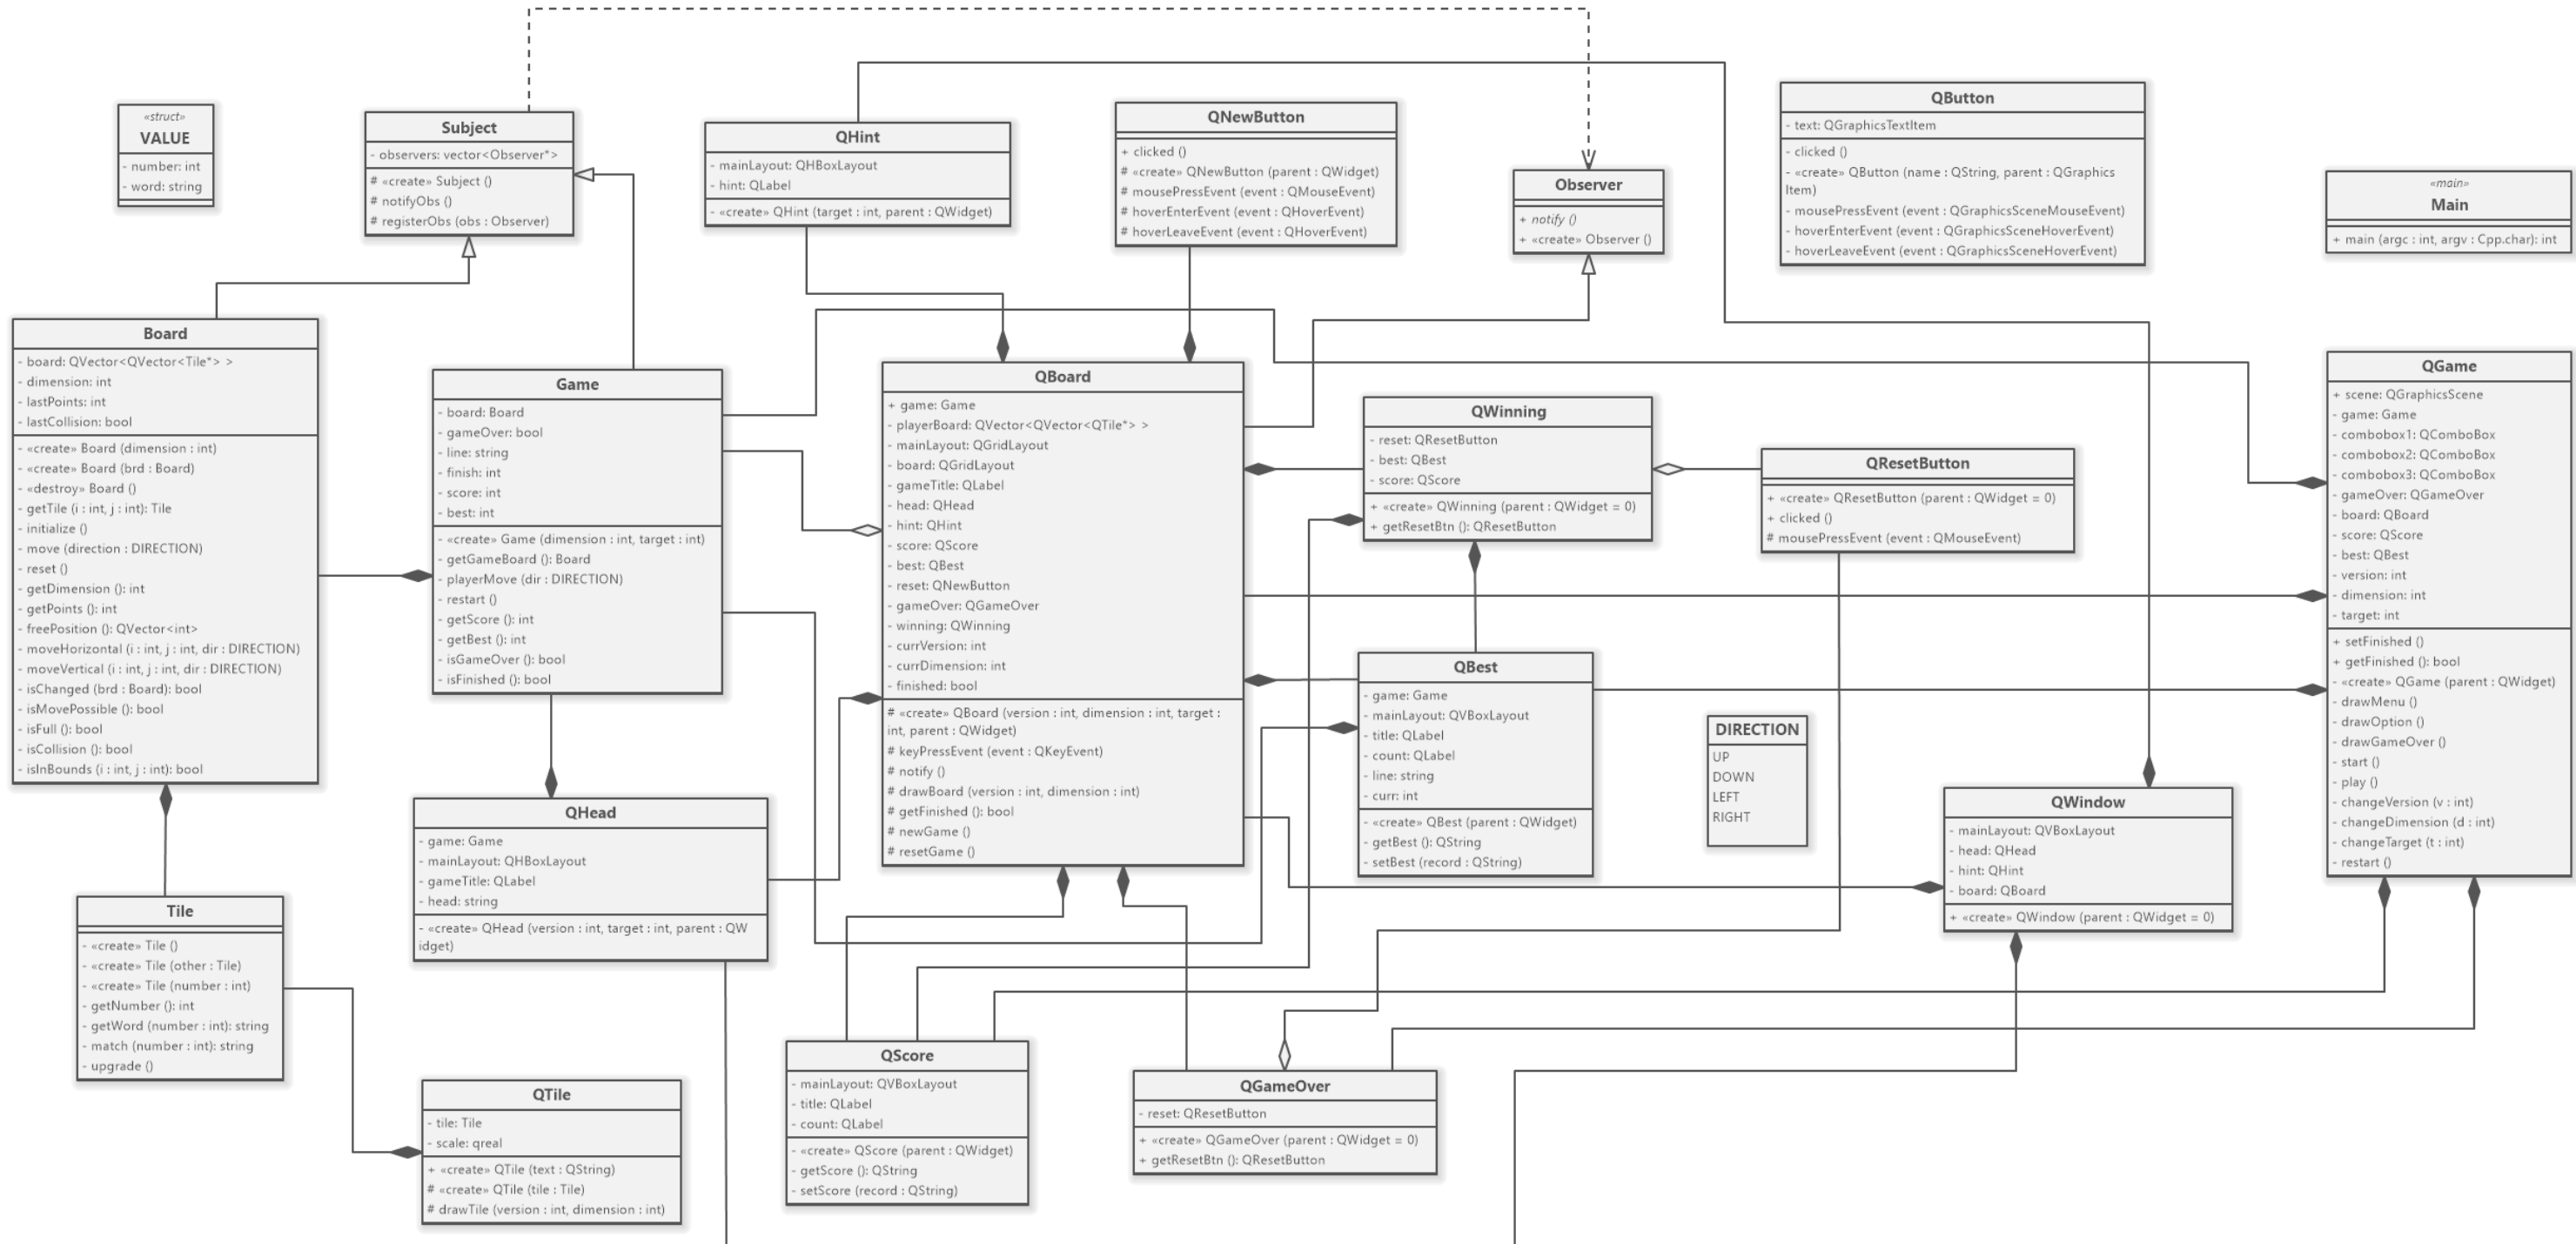 «struct»
VALUE
- number: int
- word: string
Subject
- observers: vector<Observer*>
# «create» Subject ()
# notifyObs ()
# registerObs (obs : Observer)
QHint
- mainLayout: QHBoxLayout
- hint: QLabel
- «create» QHint (target : int, parent : QWidget)
QNewButton
+ clicked ()
# «create» QNewButton (parent : QWidget)
# mousePressEvent (event : QMouseEvent)
# hoverEnterEvent (event : QHoverEvent)
# hoverLeaveEvent (event : QHoverEvent)
Observer
+ notify ()
+ «create» Observer ()
QButton
- text: QGraphicsTextItem
- clicked ()
- «create» QButton (name : QString, parent : QGraphics
Item)
- mousePressEvent (event : QGraphicsSceneMouseEvent)
- hoverEnterEvent (event : QGraphicsSceneHoverEvent)
- hoverLeaveEvent (event : QGraphicsSceneHoverEvent)
«main»
Main
+ main (argc : int, argv : Cpp.char): int
Board
- board: QVector<QVector<Tile*> >
- dimension: int
- lastPoints: int
- lastCollision: bool
- «create» Board (dimension : int)
- «create» Board (brd : Board)
- «destroy» Board ()
- getTile (i : int, j : int): Tile
- initialize ()
- move (direction : DIRECTION)
- reset ()
- getDimension (): int
- getPoints (): int
- freePosition (): QVector<int>
- moveHorizontal (i : int, j : int, dir : DIRECTION)
- moveVertical (i : int, j : int, dir : DIRECTION)
- isChanged (brd : Board): bool
- isMovePossible (): bool
- isFull (): bool
- isCollision (): bool
- isInBounds (i : int, j : int): bool
Game
- board: Board
- gameOver: bool
- line: string
- finish: int
- score: int
- best: int
- «create» Game (dimension : int, target : int)
- getGameBoard (): Board
- playerMove (dir : DIRECTION)
- restart ()
- getScore (): int
- getBest (): int
- isGameOver (): bool
- isFinished (): bool
QBoard
+ game: Game
- playerBoard: QVector<QVector<QTile*> >
- mainLayout: QGridLayout
- board: QGridLayout
- gameTitle: QLabel
- head: QHead
- hint: QHint
- score: QScore
- best: QBest
- reset: QNewButton
- gameOver: QGameOver
- winning: QWinning
- currVersion: int
- currDimension: int
- finished: bool
# «create» QBoard (version : int, dimension : int, target :
int, parent : QWidget)
# keyPressEvent (event : QKeyEvent)
# notify ()
# drawBoard (version : int, dimension : int)
# getFinished (): bool
# newGame ()
# resetGame ()
QWinning
- reset: QResetButton
- best: QBest
- score: QScore
+ «create» QWinning (parent : QWidget = 0)
+ getResetBtn (): QResetButton
QResetButton
+ «create» QResetButton (parent : QWidget = 0)
+ clicked ()
# mousePressEvent (event : QMouseEvent)
QGame
+ scene: QGraphicsScene
- game: Game
- combobox1: QComboBox
- combobox2: QComboBox
- combobox3: QComboBox
- gameOver: QGameOver
- board: QBoard
- score: QScore
- best: QBest
- version: int
- dimension: int
- target: int
+ setFinished ()
+ getFinished (): bool
- «create» QGame (parent : QWidget)
- drawMenu ()
- drawOption ()
- drawGameOver ()
- start ()
- play ()
- changeVersion (v : int)
- changeDimension (d : int)
- changeTarget (t : int)
- restart ()
QBest
- game: Game
- mainLayout: QVBoxLayout
- title: QLabel
- count: QLabel
- line: string
- curr: int
- «create» QBest (parent : QWidget)
- getBest (): QString
- setBest (record : QString)
DIRECTION
UP
DOWN
LEFT
RIGHT
QWindow
- mainLayout: QVBoxLayout
- head: QHead
- hint: QHint
- board: QBoard
+ «create» QWindow (parent : QWidget = 0)
QHead
- game: Game
- mainLayout: QHBoxLayout
- gameTitle: QLabel
- head: string
- «create» QHead (version : int, target : int, parent : QW
idget)
Tile
- «create» Tile ()
- «create» Tile (other : Tile)
- «create» Tile (number : int)
- getNumber (): int
- getWord (number : int): string
- match (number : int): string
- upgrade ()
QTile
- tile: Tile
- scale: qreal
+ «create» QTile (text : QString)
# «create» QTile (tile : Tile)
# drawTile (version : int, dimension : int)
QScore
- mainLayout: QVBoxLayout
- title: QLabel
- count: QLabel
- «create» QScore (parent : QWidget)
- getScore (): QString
- setScore (record : QString)
QGameOver
- reset: QResetButton
+ «create» QGameOver (parent : QWidget = 0)
+ getResetBtn (): QResetButton